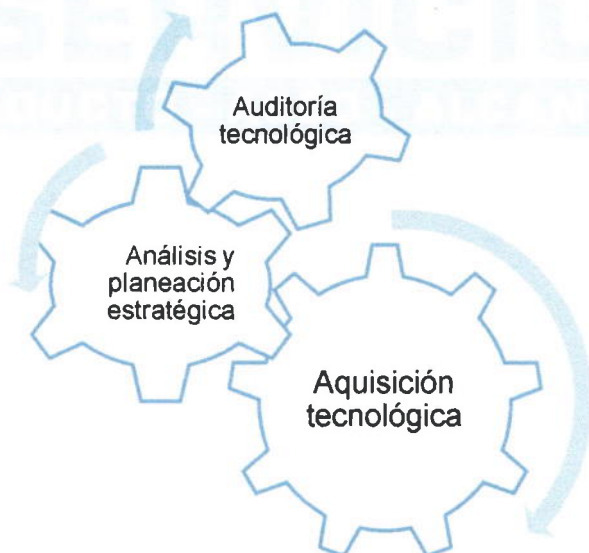 Auditoría
tecnológica
Análisis y
planeación
estratégica
Aquisición
tecnológica